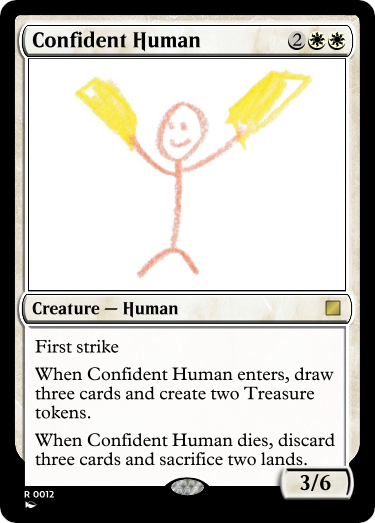 Confident Human 2
Creature — Human
First strike
When Confident Human enters, draw
three cards and create two Treasure
tokens.
When Confident Human dies, discard
three cards and sacrifice two lands.
3/6
R 0012